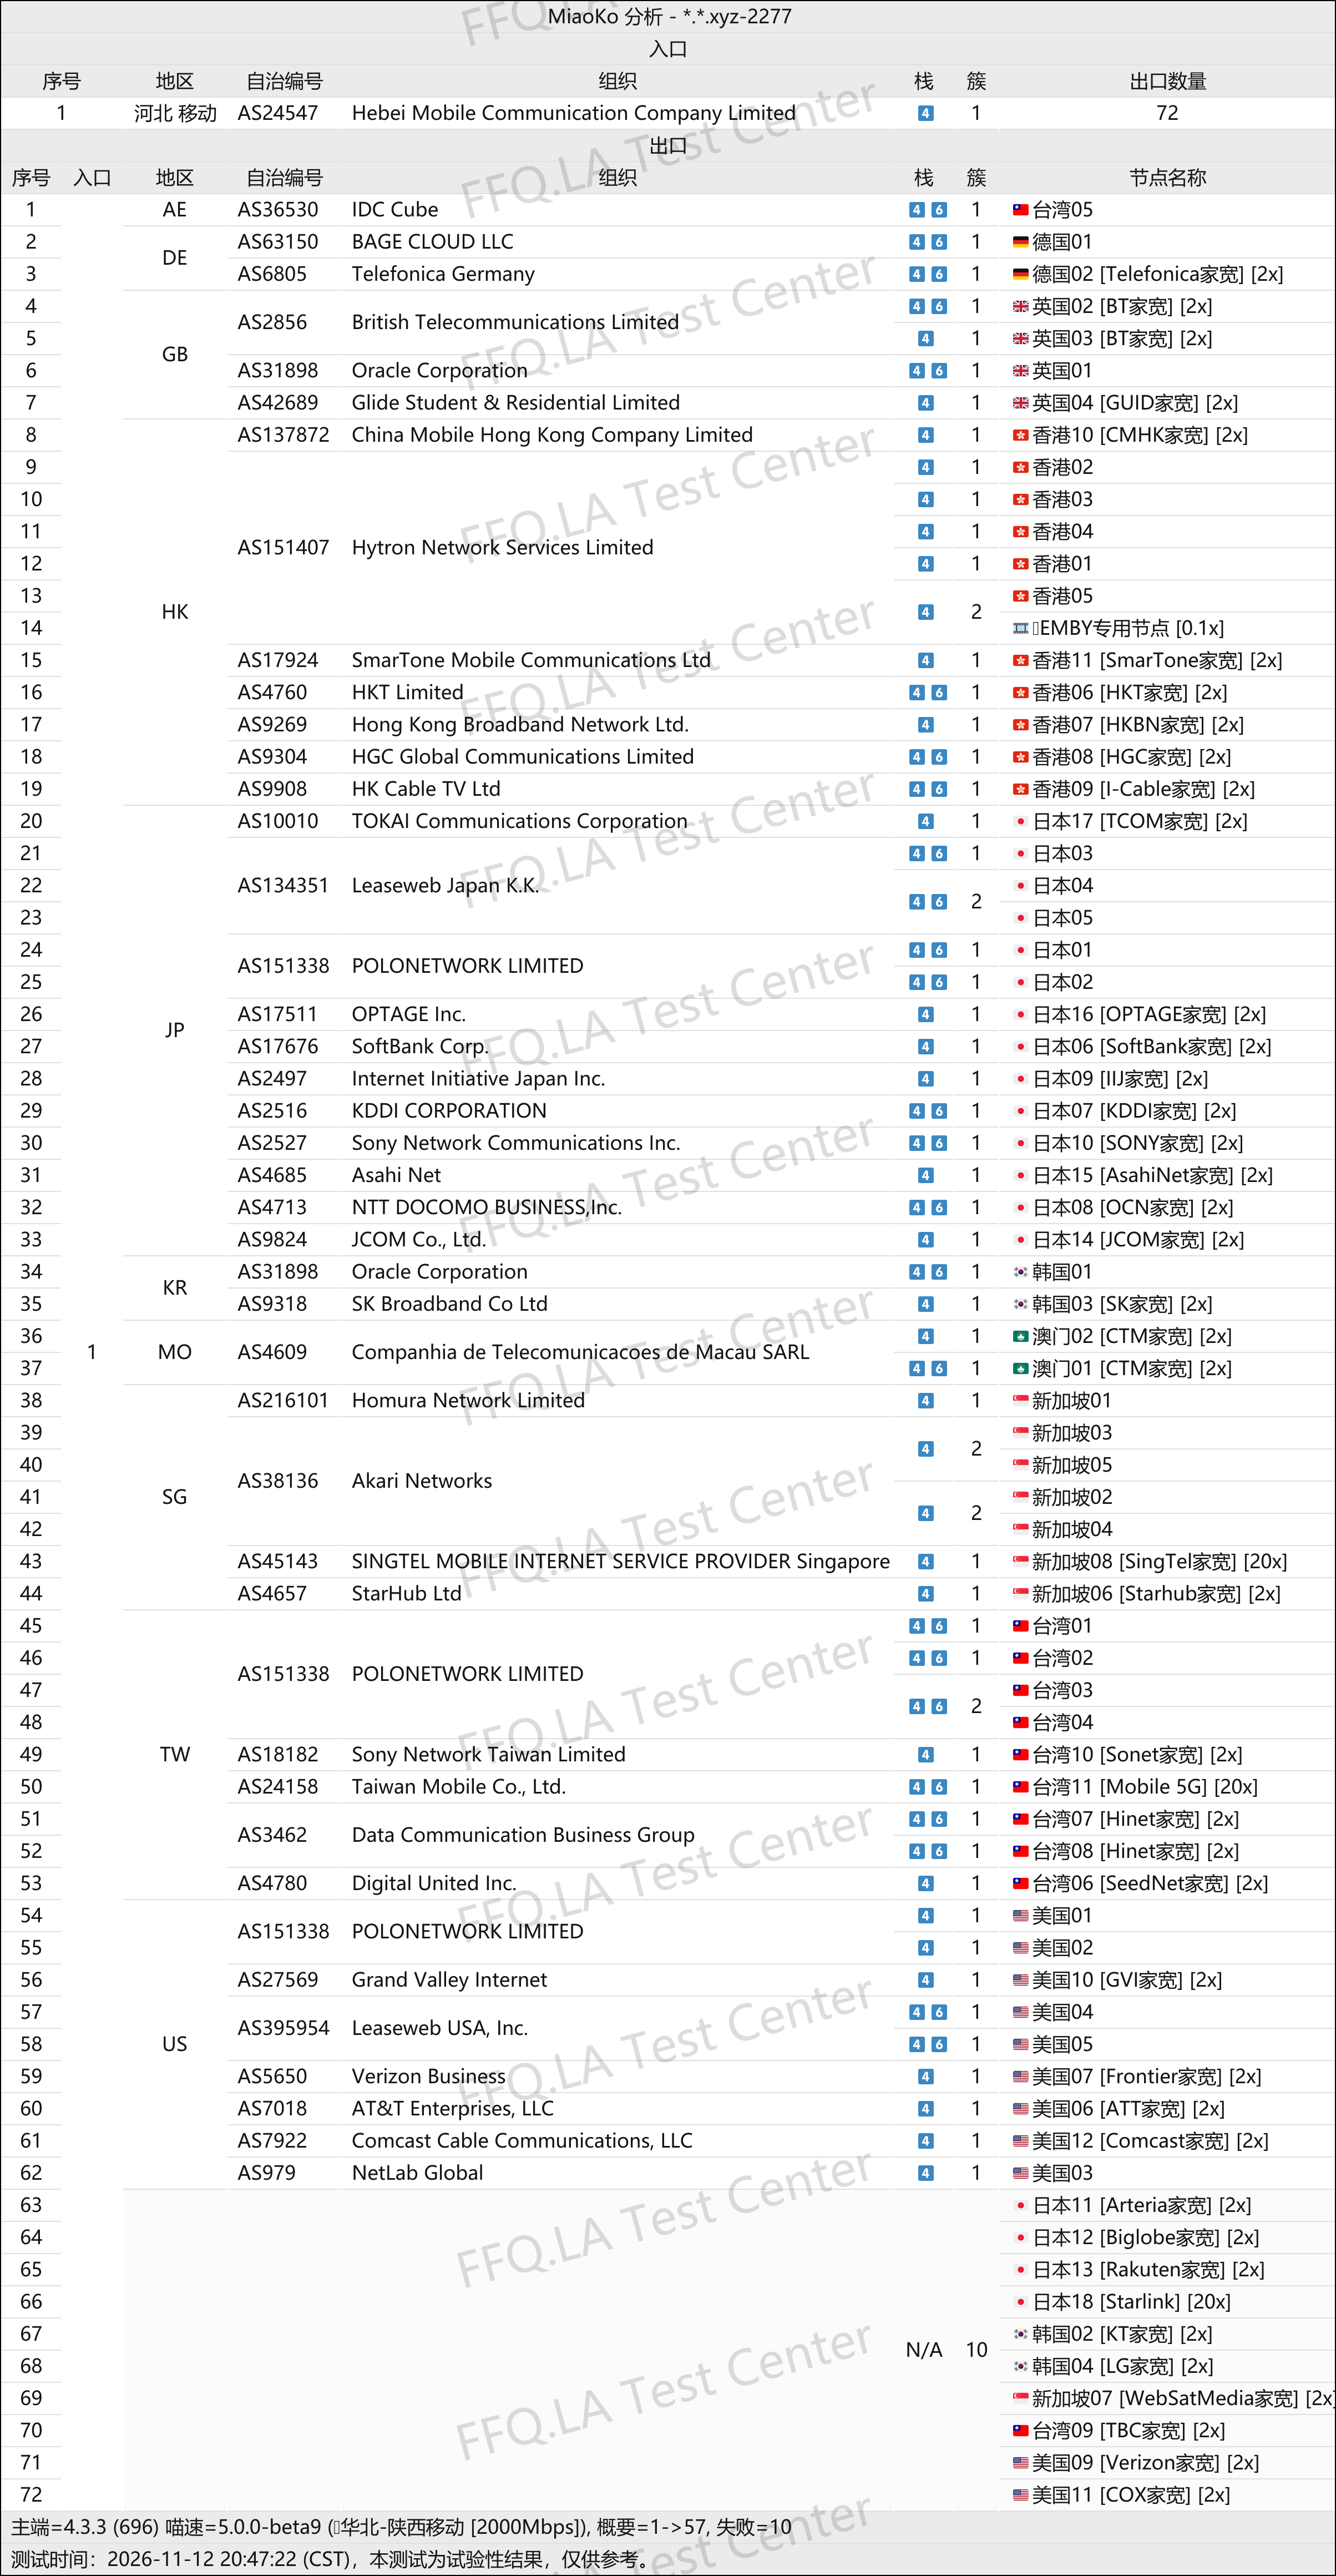 MiaoKo 分析 - *.*.xyz-2277
入口
序号 地区 自治编号 组织 栈 簇 出口数量
1 河北 移动 AS24547 Hebei Mobile Communication Company Limited 4 1 72
出口
序号 入口 地区 自治编号 组织 栈 簇 节点名称
1 AE AS36530 IDC Cube 4 6 1 台湾05
2 DE AS63150 BAGE CLOUD LLC 4 6 1 德国01
3 AS6805 Telefonica Germany 4 6 1 德国02 [Telefonica家宽] [2x]
4 GB AS2856 British Telecommunications Limited 4 6 1 英国02 [BT家宽] [2x]
5 4 1 英国03 [BT家宽] [2x]
6 AS31898 Oracle Corporation 4 6 1 英国01
7 AS42689 Glide Student & Residential Limited 4 1 英国04 [GUID家宽] [2x]
8 HK AS137872 China Mobile Hong Kong Company Limited 4 1 香港10 [CMHK家宽] [2x]
9 AS151407 Hytron Network Services Limited 4 1 香港02
10 4 1 香港03
11 4 1 香港04
12 4 1 香港01
13 4 2 香港05
14 EMBY专用节点 [0.1x]
15 AS17924 SmarTone Mobile Communications Ltd 4 1 香港11 [SmarTone家宽] [2x]
16 AS4760 HKT Limited 4 6 1 香港06 [HKT家宽] [2x]
17 AS9269 Hong Kong Broadband Network Ltd. 4 1 香港07 [HKBN家宽] [2x]
18 AS9304 HGC Global Communications Limited 4 6 1 香港08 [HGC家宽] [2x]
19 AS9908 HK Cable TV Ltd 4 6 1 香港09 [I-Cable家宽] [2x]
20 JP AS10010 TOKAI Communications Corporation 4 1 日本17 [TCOM家宽] [2x]
21 AS134351 Leaseweb Japan K.K. 4 6 1 日本03
22 4 6 2 日本04
23 日本05
24 AS151338 POLONETWORK LIMITED 4 6 1 日本01
25 4 6 1 日本02
26 AS17511 OPTAGE Inc. 4 1 日本16 [OPTAGE家宽] [2x]
27 AS17676 SoftBank Corp. 4 1 日本06 [SoftBank家宽] [2x]
28 AS2497 Internet Initiative Japan Inc. 4 1 日本09 [IIJ家宽] [2x]
29 AS2516 KDDI CORPORATION 4 6 1 日本07 [KDDI家宽] [2x]
30 AS2527 Sony Network Communications Inc. 4 6 1 日本10 [SONY家宽] [2x]
31 AS4685 Asahi Net 4 1 日本15 [AsahiNet家宽] [2x]
32 AS4713 NTT DOCOMO BUSINESS,Inc. 4 6 1 日本08 [OCN家宽] [2x]
33 AS9824 JCOM Co., Ltd. 4 1 日本14 [JCOM家宽] [2x]
34 KR AS31898 Oracle Corporation 4 6 1 韩国01
35 AS9318 SK Broadband Co Ltd 4 1 韩国03 [SK家宽] [2x]
36 1 MO AS4609 Companhia de Telecomunicacoes de Macau SARL 4 1 澳门02 [CTM家宽] [2x]
37 4 6 1 澳门01 [CTM家宽] [2x]
38 SG AS216101 Homura Network Limited 4 1 新加坡01
39 AS38136 Akari Networks 4 2 新加坡03
40 新加坡05
41 4 2 新加坡02
42 新加坡04
43 AS45143 SINGTEL MOBILE INTERNET SERVICE PROVIDER Singapore 4 1 新加坡08 [SingTel家宽] [20x]
44 AS4657 StarHub Ltd 4 1 新加坡06 [Starhub家宽] [2x]
45 TW AS151338 POLONETWORK LIMITED 4 6 1 台湾01
46 4 6 1 台湾02
47 4 6 2 台湾03
48 台湾04
49 AS18182 Sony Network Taiwan Limited 4 1 台湾10 [Sonet家宽] [2x]
50 AS24158 Taiwan Mobile Co., Ltd. 4 6 1 台湾11 [Mobile 5G] [20x]
51 AS3462 Data Communication Business Group 4 6 1 台湾07 [Hinet家宽] [2x]
52 4 6 1 台湾08 [Hinet家宽] [2x]
53 AS4780 Digital United Inc. 4 1 台湾06 [SeedNet家宽] [2x]
54 US AS151338 POLONETWORK LIMITED 4 1 美国01
55 4 1 美国02
56 AS27569 Grand Valley Internet 4 1 美国10 [GVI家宽] [2x]
57 AS395954 Leaseweb USA, Inc. 4 6 1 美国04
58 4 6 1 美国05
59 AS5650 Verizon Business 4 1 美国07 [Frontier家宽] [2x]
60 AS7018 AT&T Enterprises, LLC 4 1 美国06 [ATT家宽] [2x]
61 AS7922 Comcast Cable Communications, LLC 4 1 美国12 [Comcast家宽] [2x]
62 AS979 NetLab Global 4 1 美国03
63 N/A 10 日本11 [Arteria家宽] [2x]
64 日本12 [Biglobe家宽] [2x]
65 日本13 [Rakuten家宽] [2x]
66 日本18 [Starlink] [20x]
67 韩国02 [KT家宽] [2x]
68 韩国04 [LG家宽] [2x]
69 新加坡07 [WebSatMedia家宽] [2x]
70 台湾09 [TBC家宽] [2x]
71 美国09 [Verizon家宽] [2x]
72 美国11 [COX家宽] [2x]
主端=4.3.3 (696) 喵速=5.0.0-beta9 (华北-陕西移动 [2000Mbps]), 概要=1->57, 失败=10
测试时间：2026-11-12 20:47:22 (CST)，本测试为试验性结果，仅供参考。
FFQ.LA Test Center